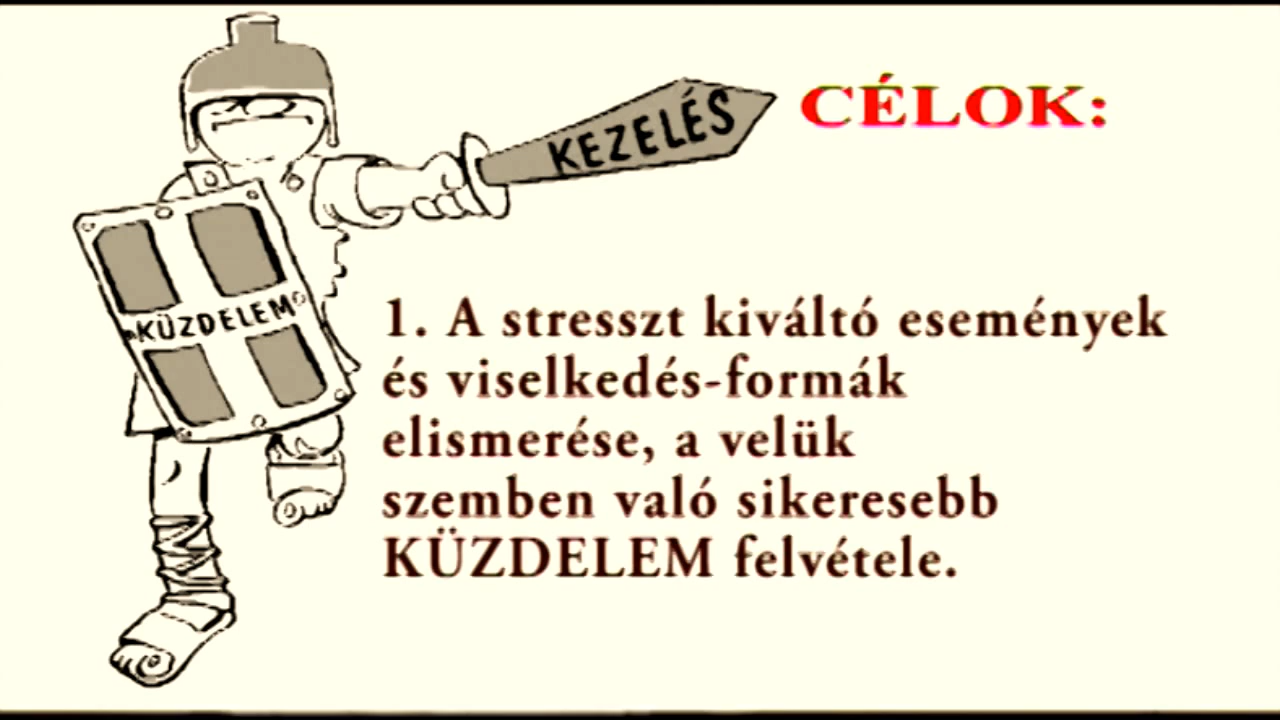 KEZELÉS
CÉLOK:
KÜZDELEM
1. A stresszt kiváltó események
és viselkedés-formák
elismerése, a velük
szemben való sikeresebb
KÜZDELEM felvétele.